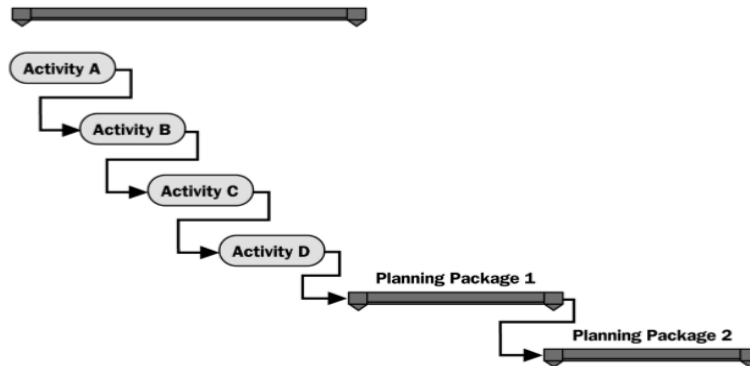 Activity A
Activity B
Activity C
Activity D
Planning Package 1
Planning Package 2